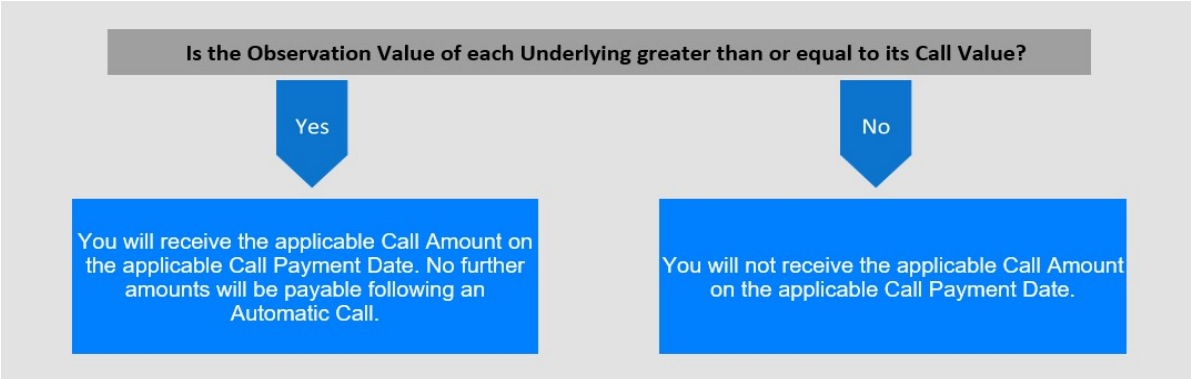 Is the Observation Value of each Underlying greater than or equal to its Call Value?
Yes
No
You will receive the applicable Call Amount on
the applicable Call Payment Date. No further
amounts will be payable following an
Automatic Call.
You will not receive the applicable Call Amount
on the applicable Call Payment Date.